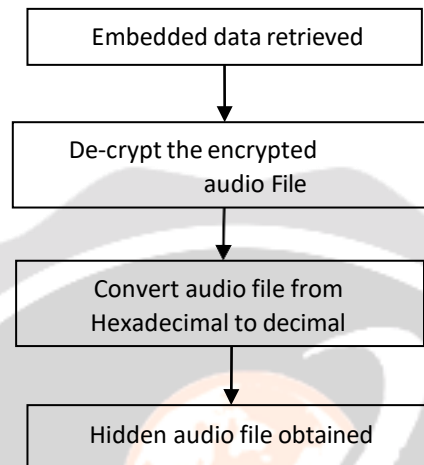 Embedded data retrieved
De-crypt the encrypted
audio File
Convert audio file from
Hexadecimal to decimal
Hidden audio file obtained